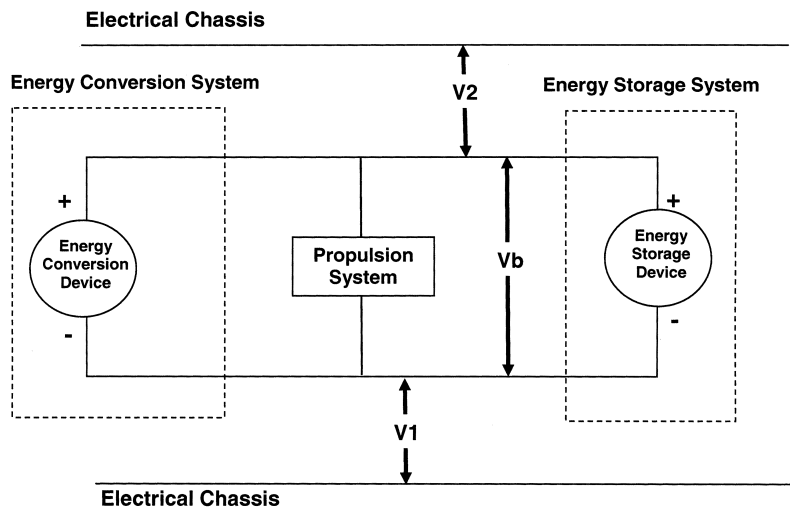 Electrical Chassis
Energy Conversion System
V2
Energy Storage System
+
+
Energy
Conversion
Device
Propulsion
System
Vb
Energy
Storage
Device
-
-
V1
Electrical Chassis